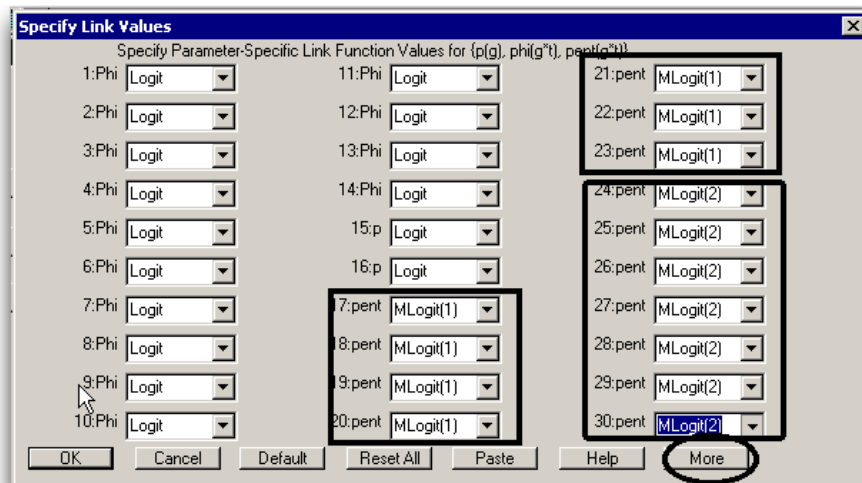 Specify Link Values
Specify Parameter-Specific Link Function Values for {p(g), phi(g*t), pent(g*t)}
1:Phi Logit 11:Phi Logit 21:pent MLogit(1)
2:Phi Logit 12:Phi Logit 22:pent MLogit(1)
3:Phi Logit 13:Phi Logit 23:pent MLogit(1)
4:Phi Logit 14:Phi Logit 24:pent MLogit(2)
5:Phi Logit 15:p Logit 25:pent MLogit(2)
6:Phi Logit 16:p Logit 26:pent MLogit(2)
7:Phi Logit 17:pent MLogit(1) 27:pent MLogit(2)
8:Phi Logit 18:pent MLogit(1) 28:pent MLogit(2)
9:Phi Logit 19:pent MLogit(1) 29:pent MLogit(2)
10:Phi Logit 20:pent MLogit(1) 30:pent MLogit(2)
OK Cancel Default Reset All Paste Help More